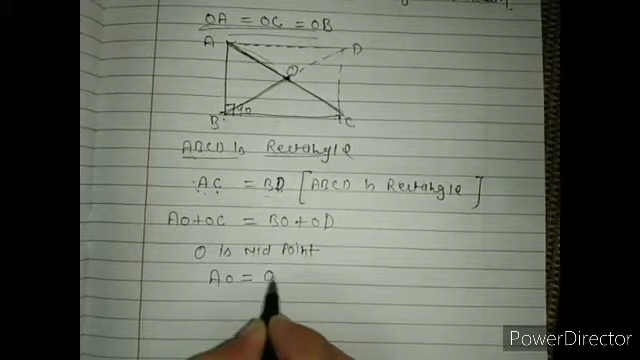 OA = OC = OB
A
D
O
90
B
C
ABCD is Rectangle
AC = BD [ABCD is Rectangle]
AO+OC = BO+OD
O is Mid Point
AO = O
PowerDirector